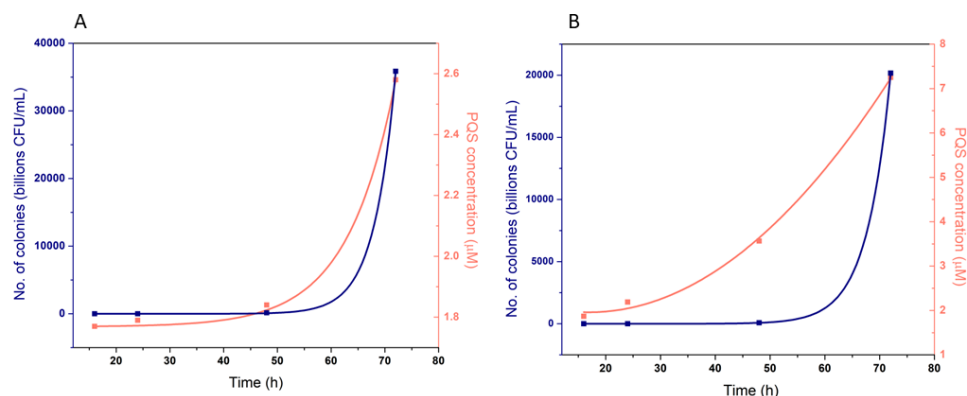 A
40000
30000
20000
10000
0
No. of colonies (billions CFU/mL)
20 30 40 50 60 70 80
Time (h)
2.6
2.4
2.2
2.0
1.8
PQS concentration (μM)
B
20000
15000
10000
5000
0
No. of colonies (billions CFU/mL)
20 30 40 50 60 70 80
Time (h)
8
7
6
5
4
3
2
1
PQS concentration (μM)